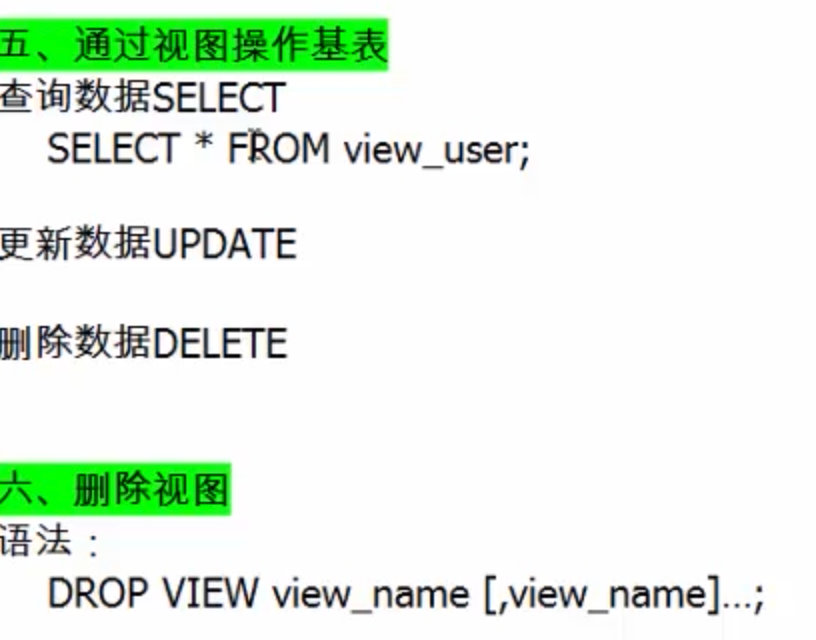 五、通过视图操作基表
查询数据SELECT
SELECT * FROM view_user;
更新数据UPDATE
删除数据DELETE
六、删除视图
语法：
DROP VIEW view_name [,view_name]...;